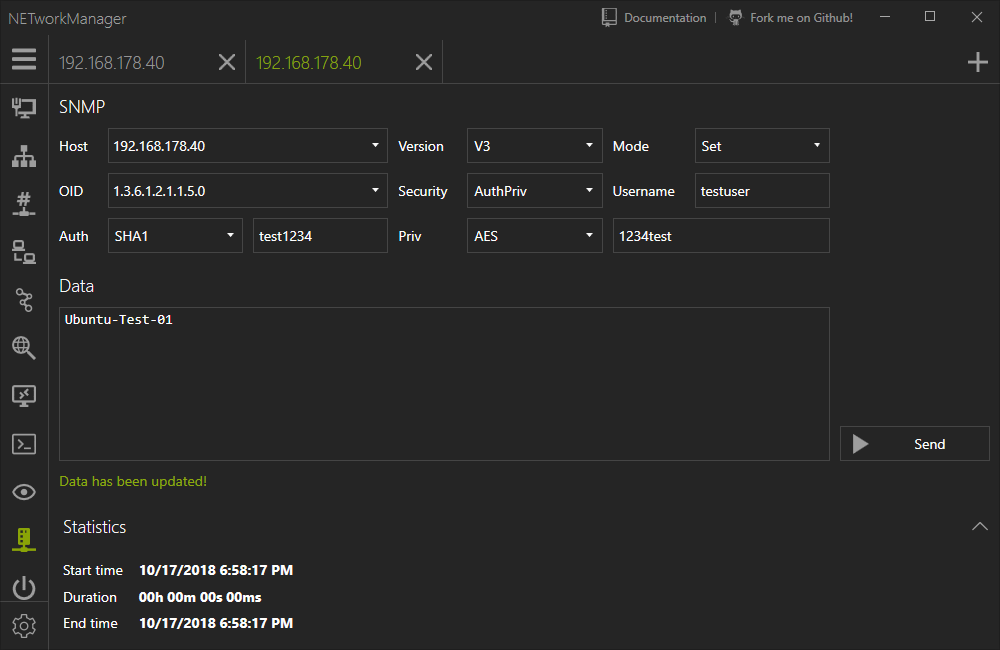 NETworkManager
Documentation | Fork me on Github!
192.168.178.40 192.168.178.40
SNMP
Host 192.168.178.40 Version V3 Mode Set
OID 1.3.6.1.2.1.1.5.0 Security AuthPriv Username testuser
Auth SHA1 test1234 Priv AES 1234test
Data
Ubuntu-Test-01
Send
Data has been updated!
Statistics
Start time 10/17/2018 6:58:17 PM
Duration 00h 00m 00s 00ms
End time 10/17/2018 6:58:17 PM